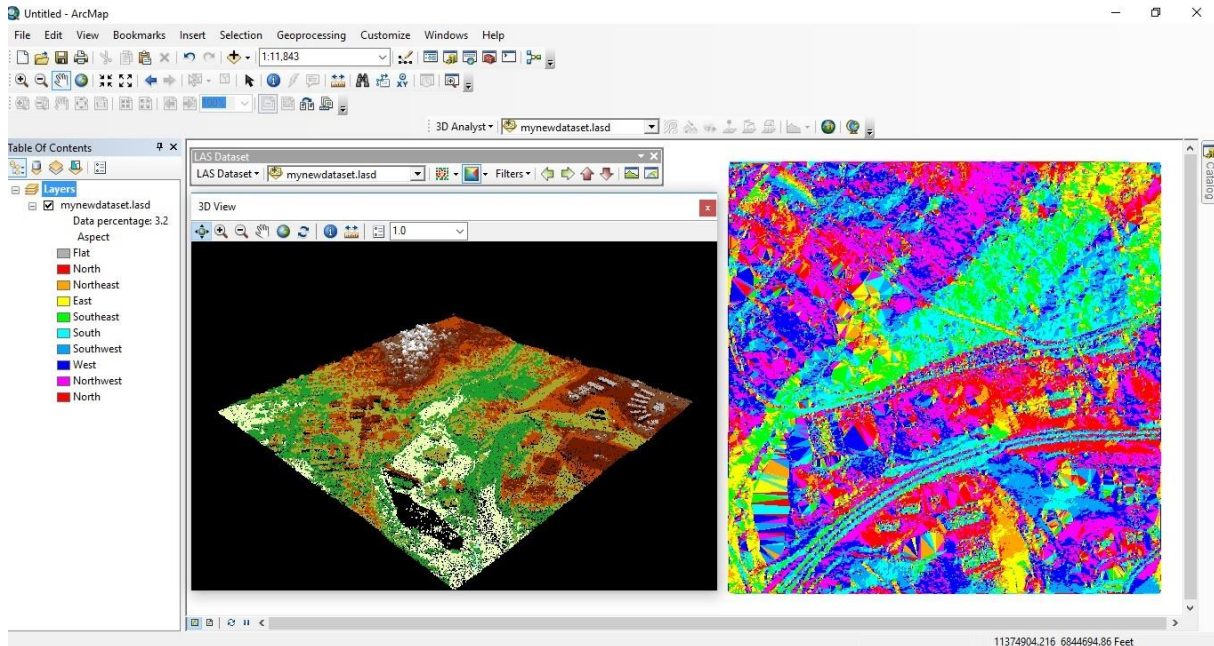 Untitled - ArcMap
File Edit View Bookmarks Insert Selection Geoprocessing Customize Windows Help
1:11,843
3D Analyst mynewdataset.lasd
Table Of Contents
Layers
mynewdataset.lasd
Data percentage: 3.2
Aspect
Flat
North
Northeast
East
Southeast
South
Southwest
West
Northwest
North
LAS Dataset
LAS Dataset mynewdataset.lasd Filters
3D View
1.0
Catalog
11374904.216 6844694.86 Feet